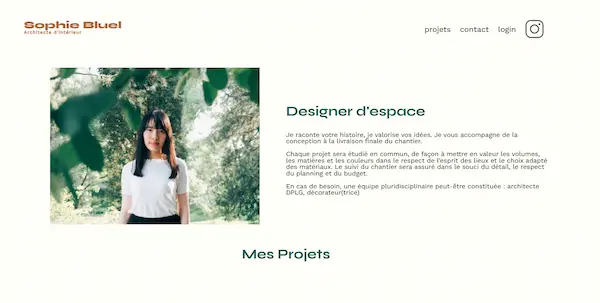 Sophie Bluel
Architecte d'intérieur
projets contact login
Designer d'espace
Je raconte votre histoire, je valorise vos idées. Je vous accompagne de la
conception à la livraison finale du chantier.
Chaque projet sera étudié en commun, de façon à mettre en valeur les volumes,
les matières et les couleurs dans le respect de l'esprit des lieux et le choix adapté
des matériaux. Le suivi du chantier sera assuré dans le souci du détail, le respect
du planning et du budget.
En cas de besoin, une équipe pluridisciplinaire peut-être constituée : architecte
DPLG, décorateur(trice)
Mes Projets